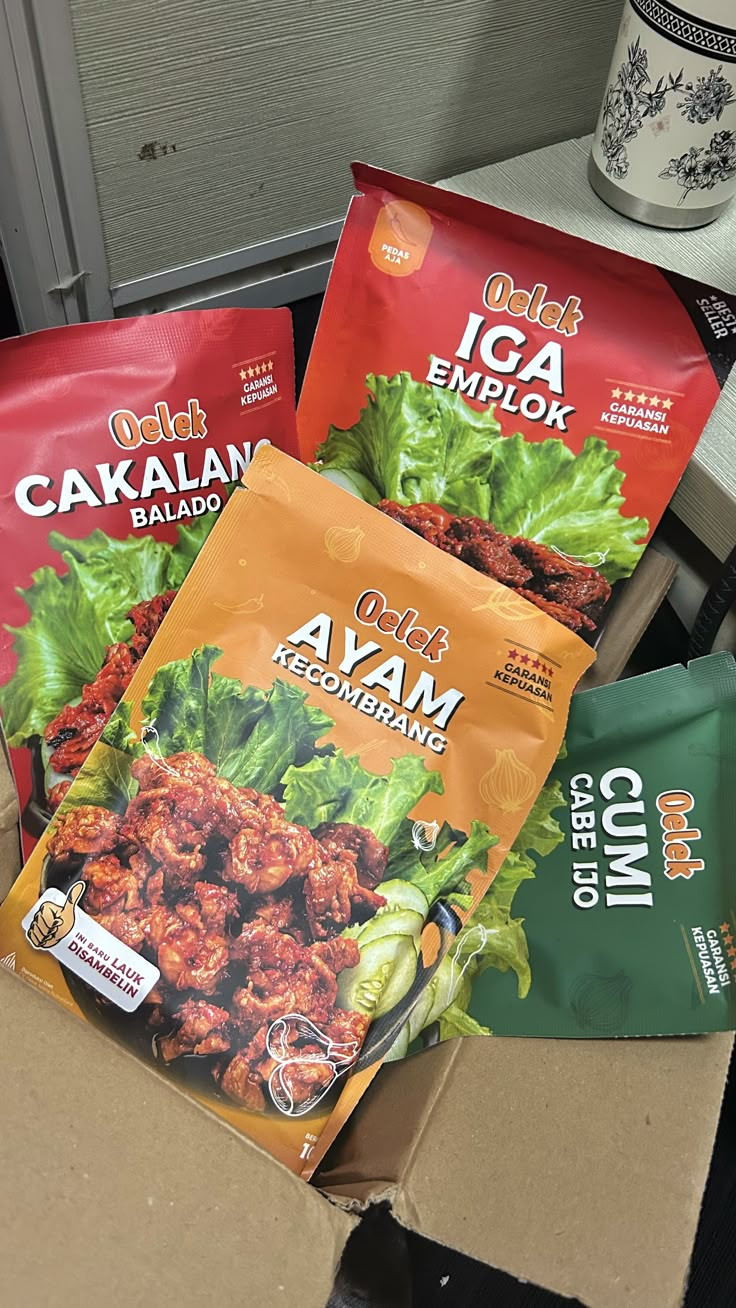 PEDAS
AJA
Oelek
IGA
EMPLOK
BEST
SELLER
GARANSI
KEPUASAN
GARANSI
KEPUASAN
Oelek
CAKALANG
BALADO
Oelek
AYAM
KECOMBRANG
GARANSI
KEPUASAN
INI BARU LAUK
DISAMBELIN
Oelek
CUMI
CABE IJO
GARANSI
KEPUASAN